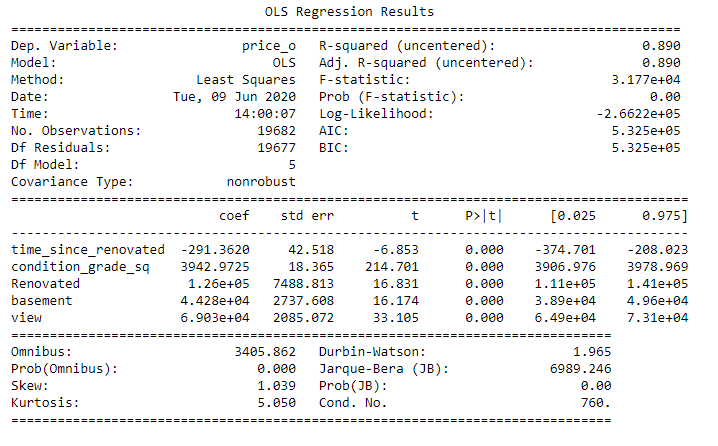 OLS Regression Results
==============================================================================
Dep. Variable: price_o R-squared (uncentered): 0.890
Model: OLS Adj. R-squared (uncentered): 0.890
Method: Least Squares F-statistic: 3.177e+04
Date: Tue, 09 Jun 2020 Prob (F-statistic): 0.00
Time: 14:00:07 Log-Likelihood: -2.6622e+05
No. Observations: 19682 AIC: 5.325e+05
Df Residuals: 19677 BIC: 5.325e+05
Df Model: 5
Covariance Type: nonrobust
==============================================================================
coef std err t P>|t| [0.025 0.975]
------------------------------------------------------------------------------
time_since_renovated -291.3620 42.518 -6.853 0.000 -374.701 -208.023
condition_grade_sq 3942.9725 18.365 214.701 0.000 3906.976 3978.969
Renovated 1.26e+05 7488.813 16.831 0.000 1.11e+05 1.41e+05
basement 4.428e+04 2737.608 16.174 0.000 3.89e+04 4.96e+04
view 6.903e+04 2085.072 33.105 0.000 6.49e+04 7.31e+04
==============================================================================
Omnibus: 3405.862 Durbin-Watson: 1.965
Prob(Omnibus): 0.000 Jarque-Bera (JB): 6989.246
Skew: 1.039 Prob(JB): 0.00
Kurtosis: 5.050 Cond. No. 760.
==============================================================================